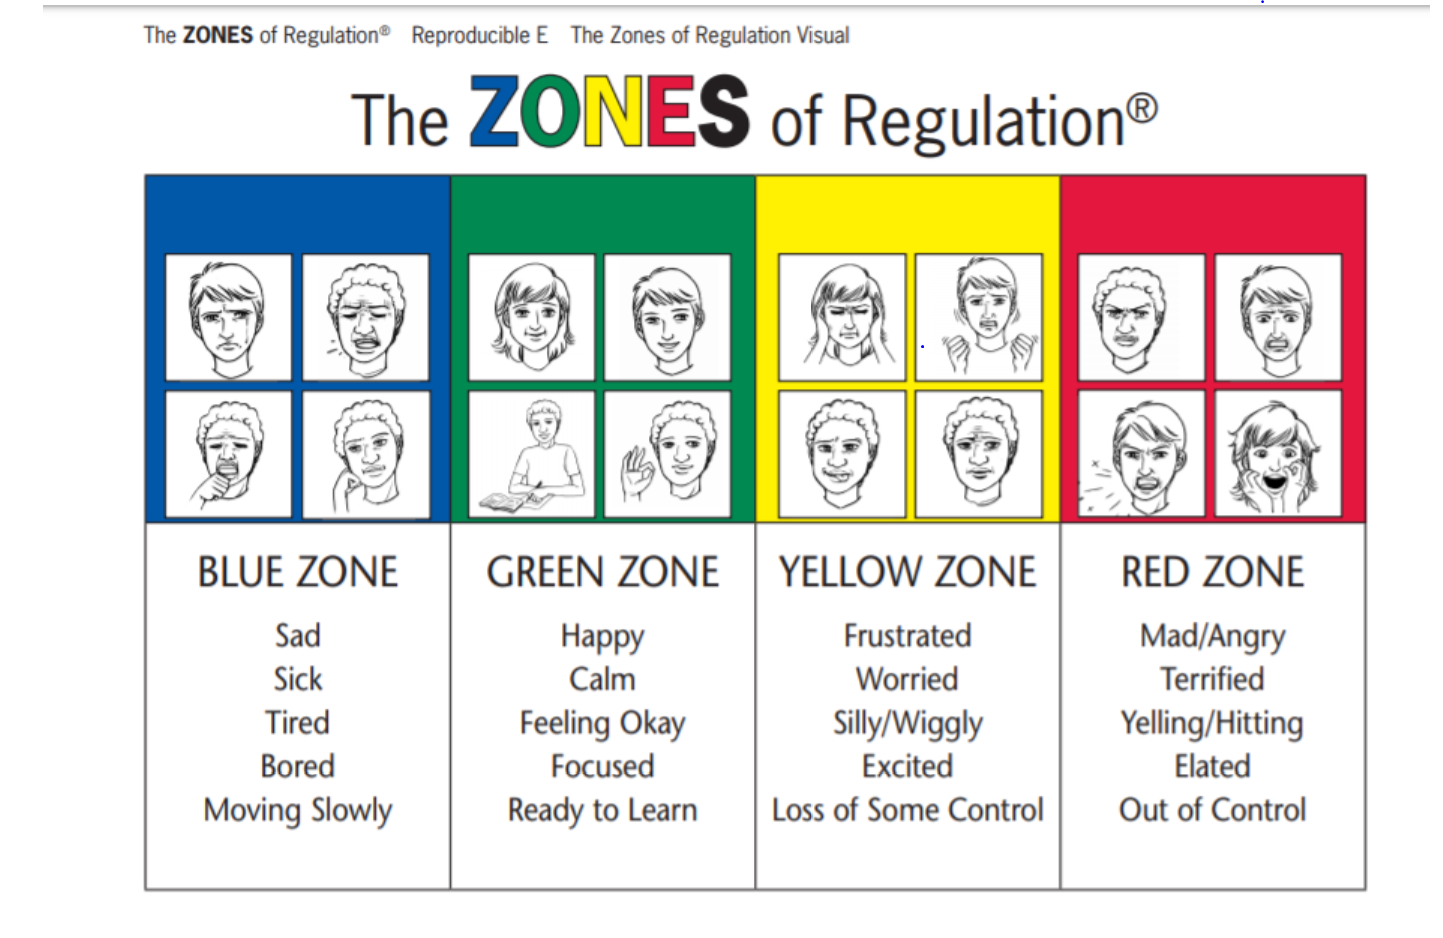 The ZONES of Regulation® Reproducible E The Zones of Regulation Visual
The ZONES of Regulation®
BLUE ZONE
Sad
Sick
Tired
Bored
Moving Slowly
GREEN ZONE
Happy
Calm
Feeling Okay
Focused
Ready to Learn
YELLOW ZONE
Frustrated
Worried
Silly/Wiggly
Excited
Loss of Some Control
RED ZONE
Mad/Angry
Terrified
Yelling/Hitting
Elated
Out of Control